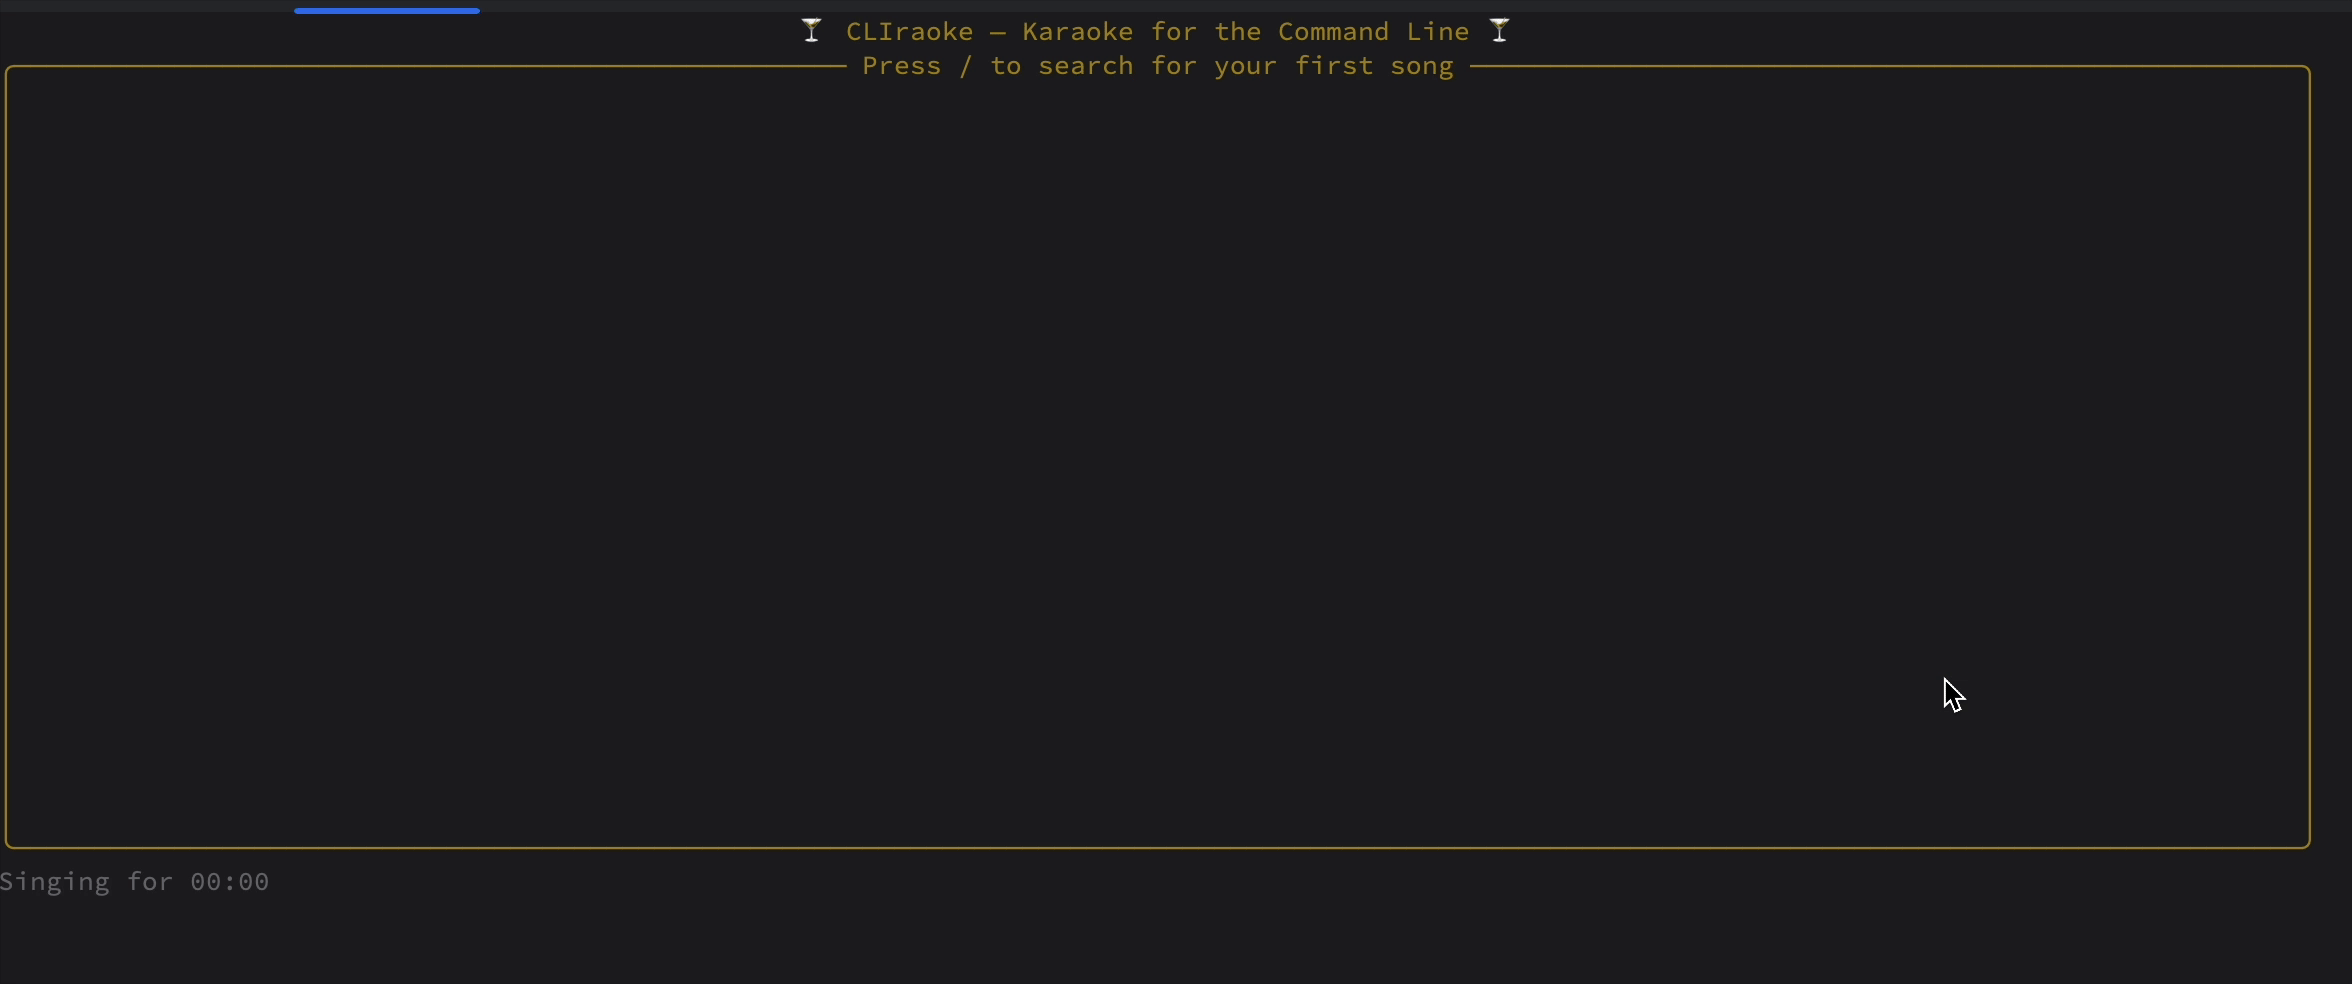 🍸 CLIraoke — Karaoke for the Command Line 🍸
Press / to search for your first song
Singing for 00:00